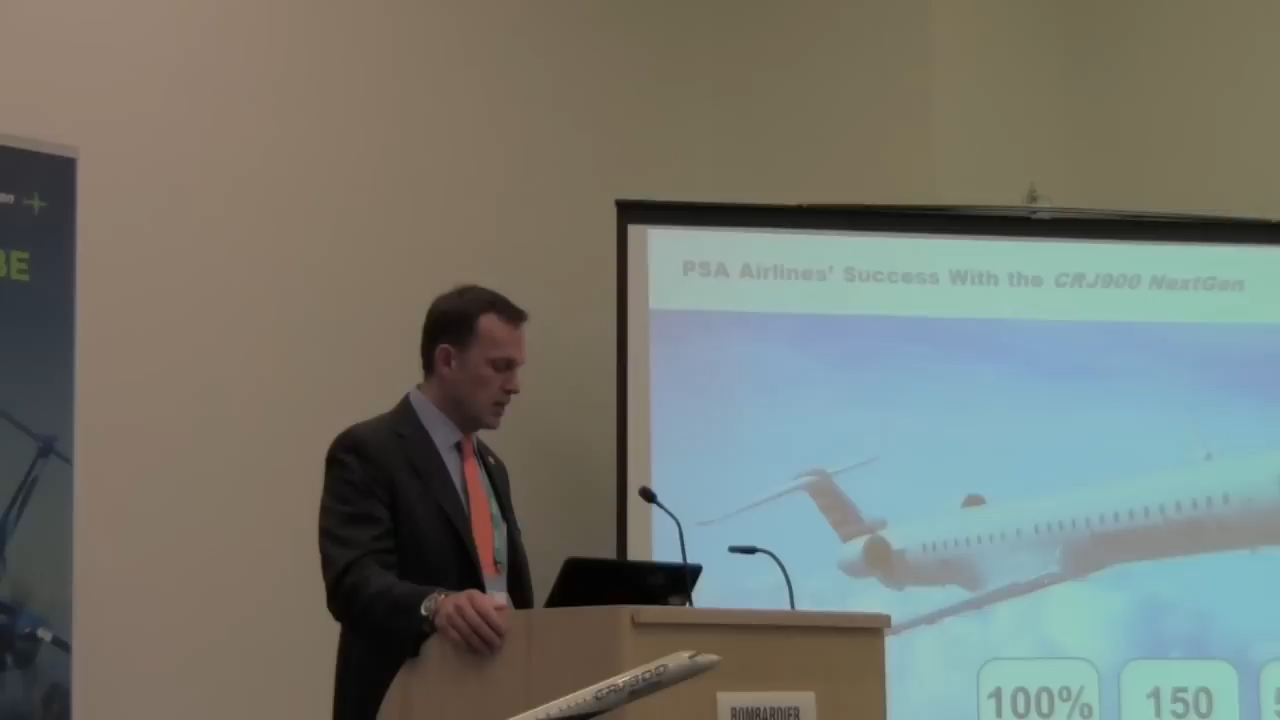 BE
PSA Airlines' Success With the CRJ900 NextGen
100%
150
CRJ900
BOMBARDIER